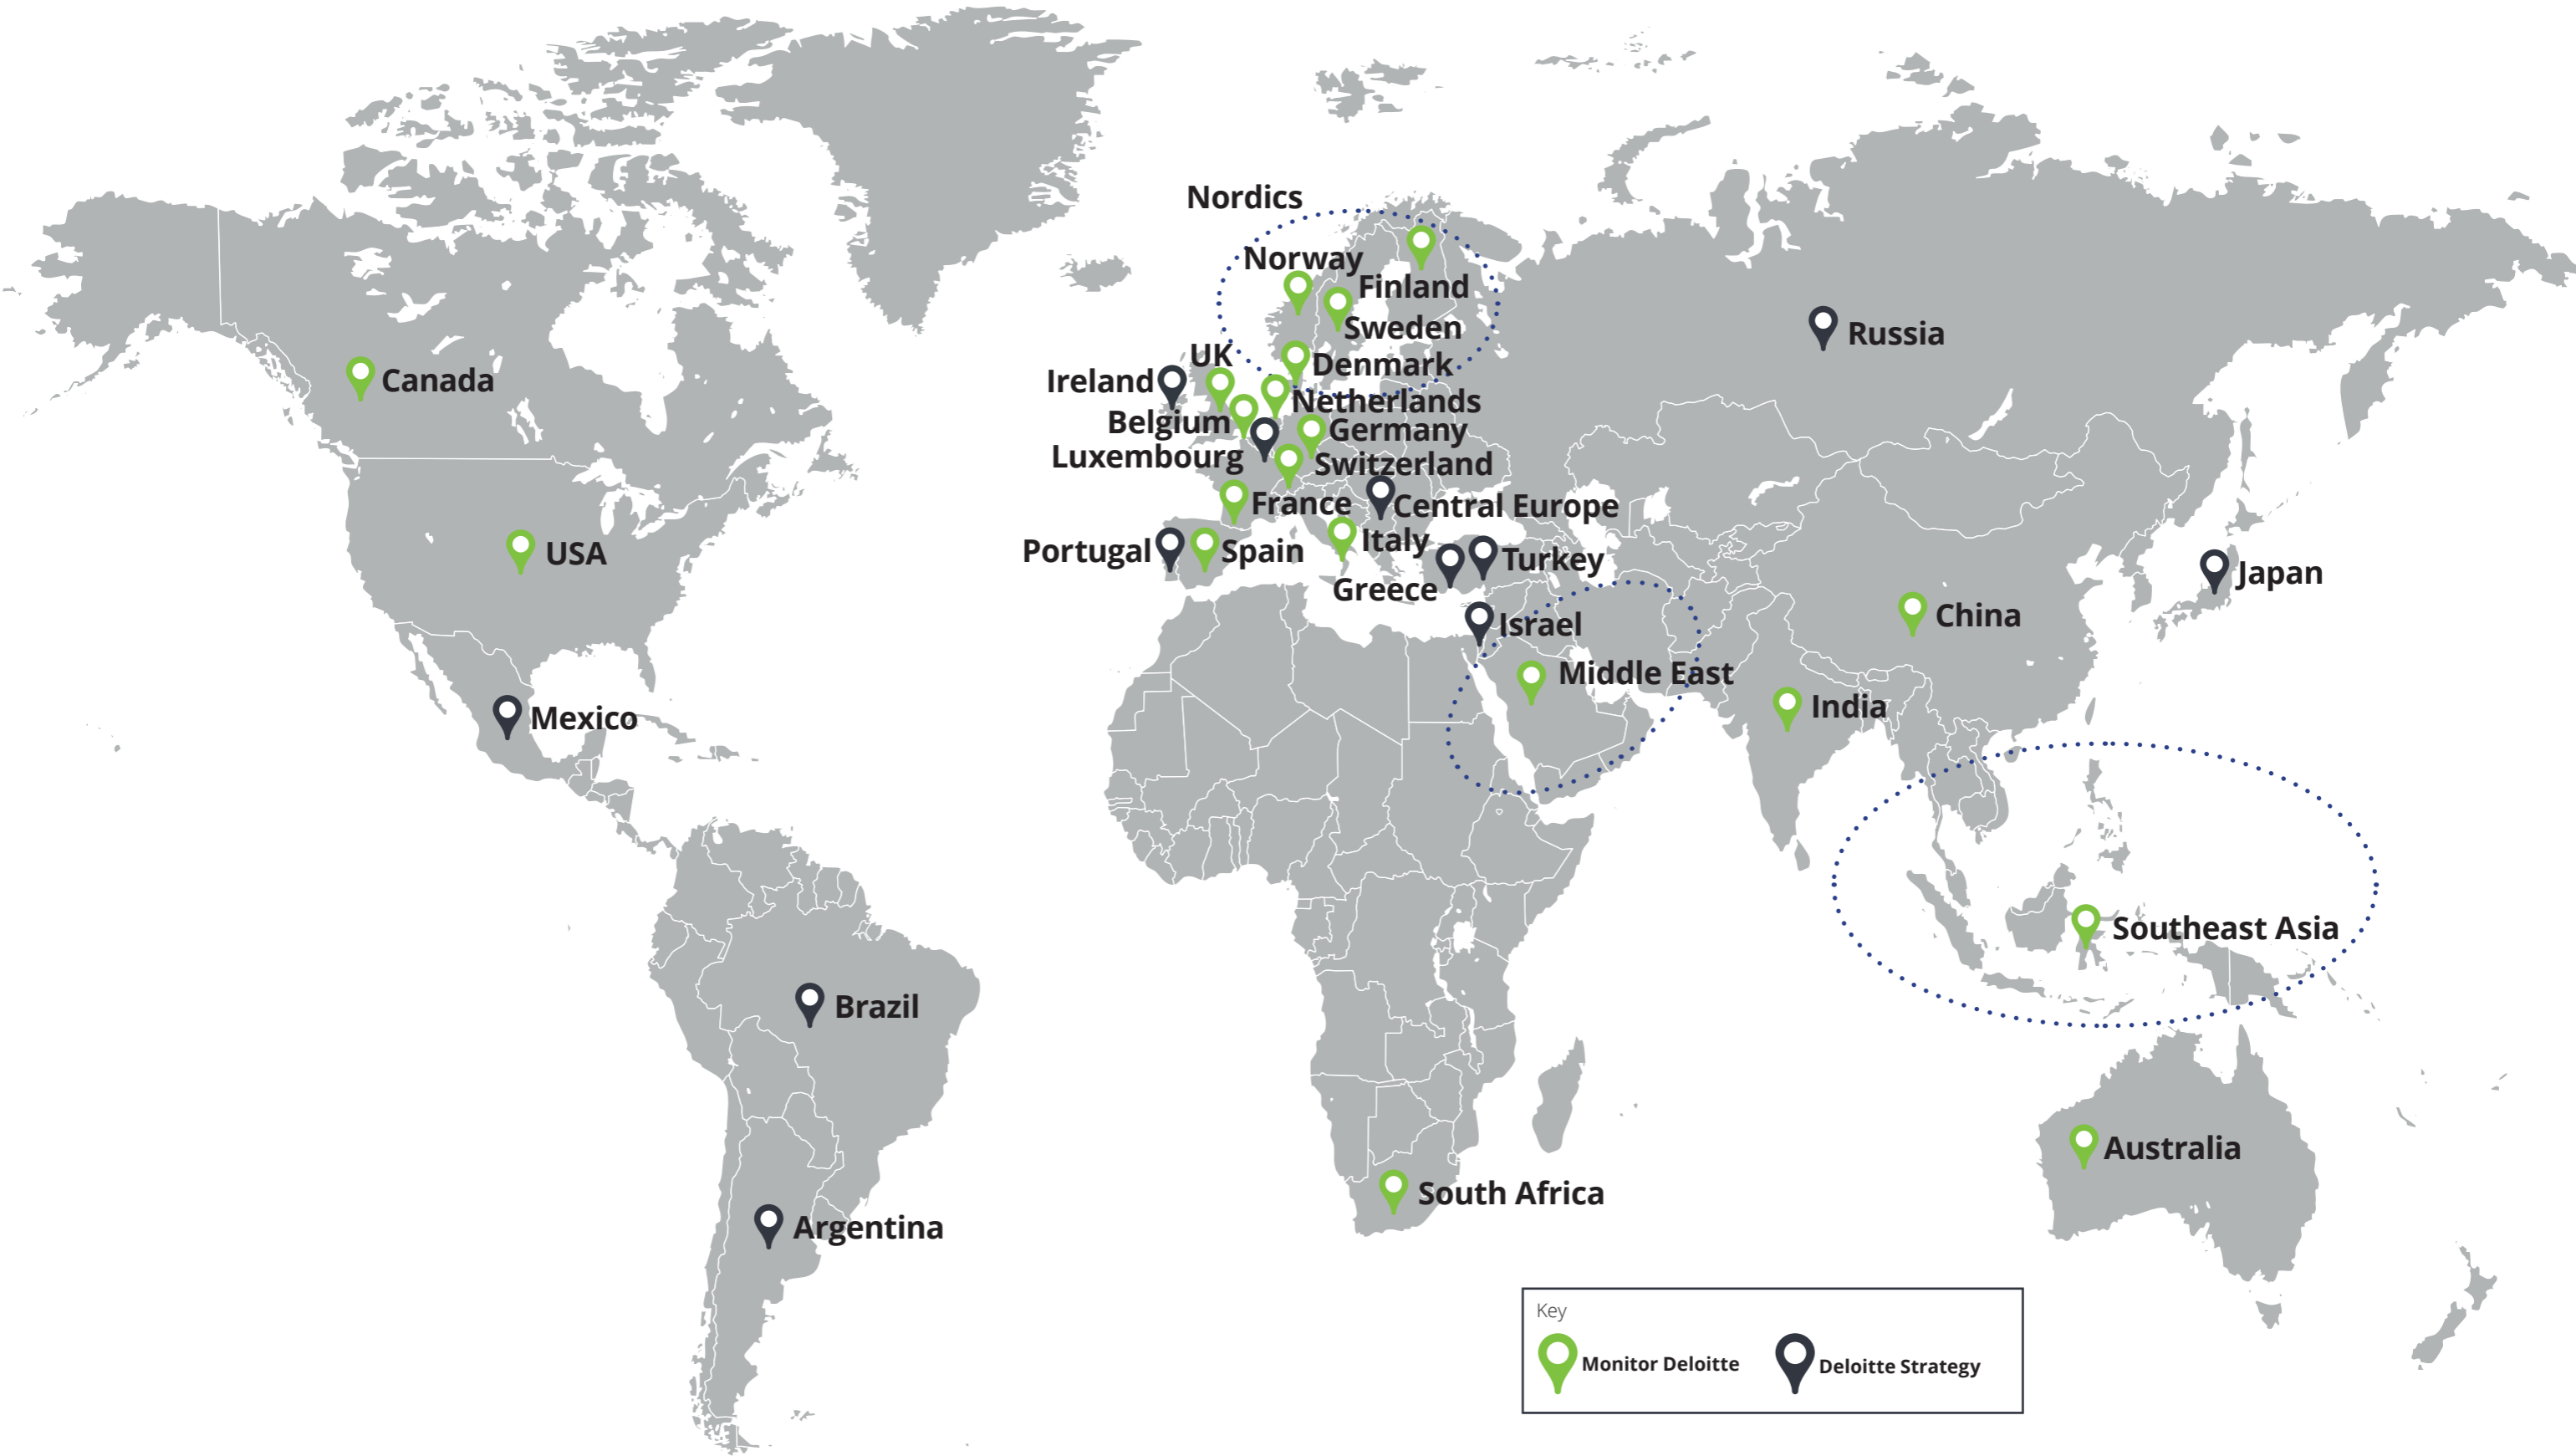 Nordics
Norway
Finland
Sweden
Russia
UK
Denmark
Ireland
Canada
Netherlands
Belgium
Germany
Luxembourg
Switzerland
France
Central Europe
Italy
Portugal
Spain
USA
Turkey
Japan
Greece
China
Israel
Middle East
India
Mexico
Southeast Asia
Brazil
Australia
South Africa
Argentina
Key
Monitor Deloitte
Deloitte Strategy